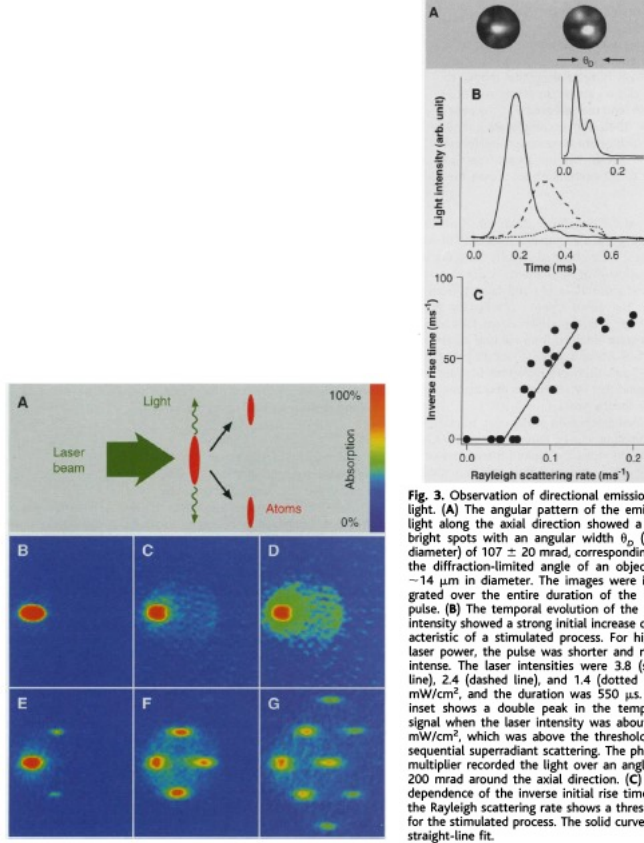 A
Light
Laser
beam
Atoms
100%
Absorption
0%
B
C
D
E
F
G
A
θD
B
Light intensity (arb. unit)
0.0
0.2
0.0
0.2
0.4
0.6
Time (ms)
C
100
50
0
Inverse rise time (ms⁻¹)
0.0
0.1
0.2
Rayleigh scattering rate (ms⁻¹)
Fig. 3. Observation of directional emissio
light. (A) The angular pattern of the emi
light along the axial direction showed a
bright spots with an angular width θD (
diameter) of 107 ± 20 mrad, corresponding
the diffraction-limited angle of an objec
~14 μm in diameter. The images were i
grated over the entire duration of the
pulse. (B) The temporal evolution of the
intensity showed a strong initial increase c
acteristic of a stimulated process. For hi
laser power, the pulse was shorter and
intense. The laser intensities were 3.8 (
line), 2.4 (dashed line), and 1.4 (dotted
mW/cm², and the duration was 550 μs.
inset shows a double peak in the temp
signal when the laser intensity was about
mW/cm², which was above the threshold
sequential superradiant scattering. The ph
multiplier recorded the light over an angl
200 mrad around the axial direction. (C)
dependence of the inverse initial rise time
the Rayleigh scattering rate shows a thres
for the stimulated process. The solid curve
straight-line fit.